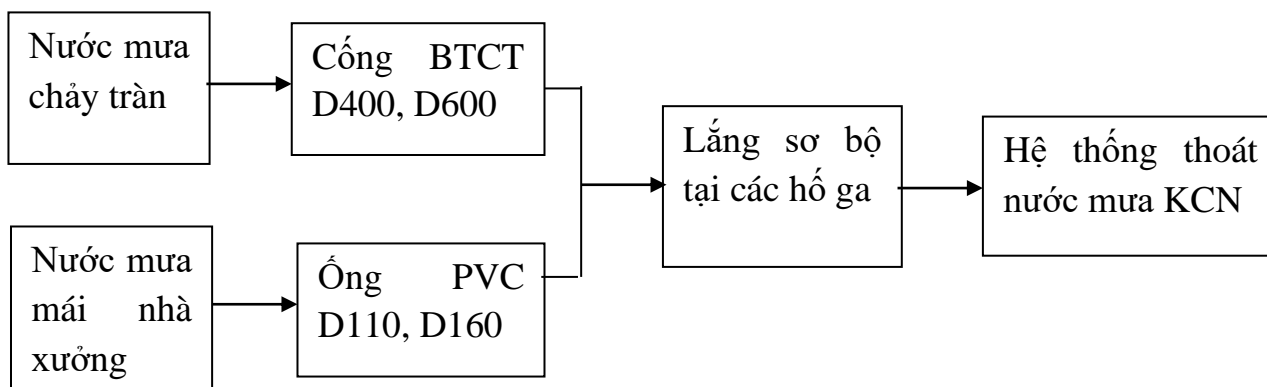 Nước mưa
chảy tràn
Cống BTCT
D400, D600
Lắng sơ bộ
tại các hố ga
Hệ thống thoát
nước mưa KCN
Nước mưa
mái nhà
xưởng
Ống PVC
D110, D160